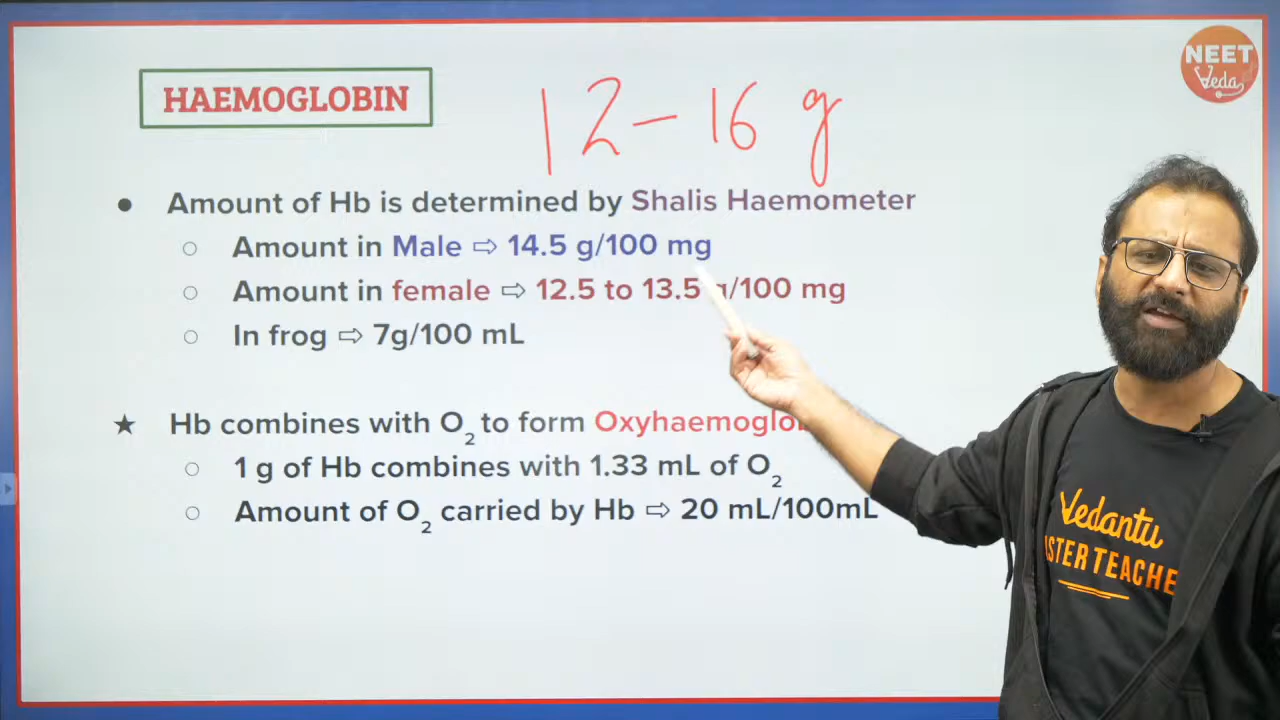 NEET
Veda
HAEMOGLOBIN
12-16 g
● Amount of Hb is determined by Shalis Haemometer
○ Amount in Male ⇨ 14.5 g/100 mg
○ Amount in female ⇨ 12.5 to 13.5 g/100 mg
○ In frog ⇨ 7g/100 mL
★ Hb combines with O₂ to form
○ 1 g of Hb combines with 1.33 mL of O₂
○ Amount of O₂ carried by Hb ⇨ 20 mL/100mL
Vedantu